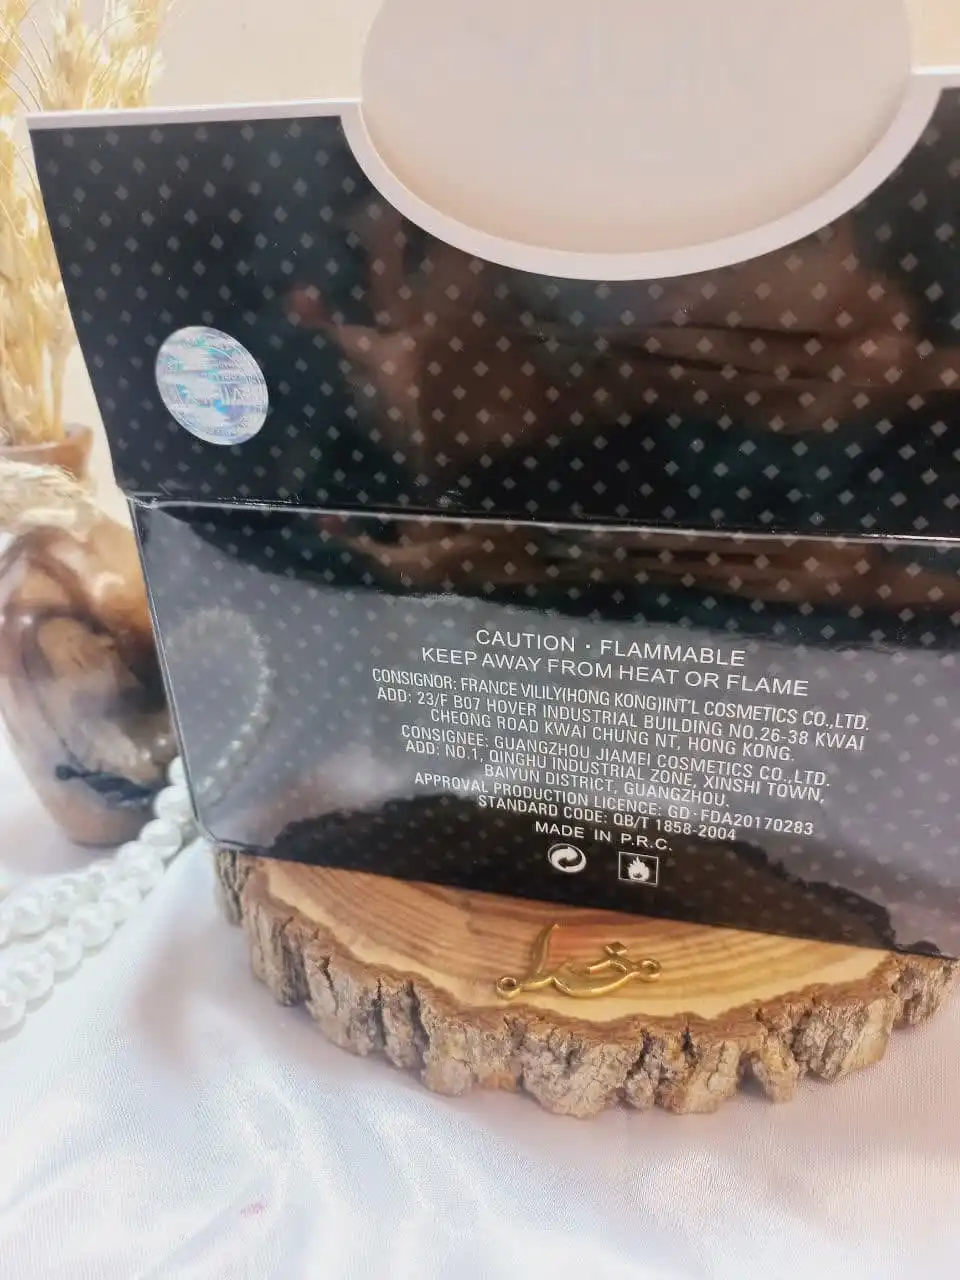 CAUTION · FLAMMABLE
KEEP AWAY FROM HEAT OR FLAME
CONSIGNOR: FRANCE VILILY(HONG KONG)INT'L COSMETICS CO.,LTD.
ADD: 23/F B07 HOVER INDUSTRIAL BUILDING NO.26-38 KWAI
CHEONG ROAD KWAI CHUNG NT, HONG KONG.
CONSIGNEE: GUANGZHOU JIAMEI COSMETICS CO.,LTD.
ADD: NO.1, QINGHU INDUSTRIAL ZONE, XINSHI TOWN,
BAIYUN DISTRICT, GUANGZHOU.
APPROVAL PRODUCTION LICENCE: GD·FDA20170283
STANDARD CODE: QB/T 1858-2004
MADE IN P.R.C.